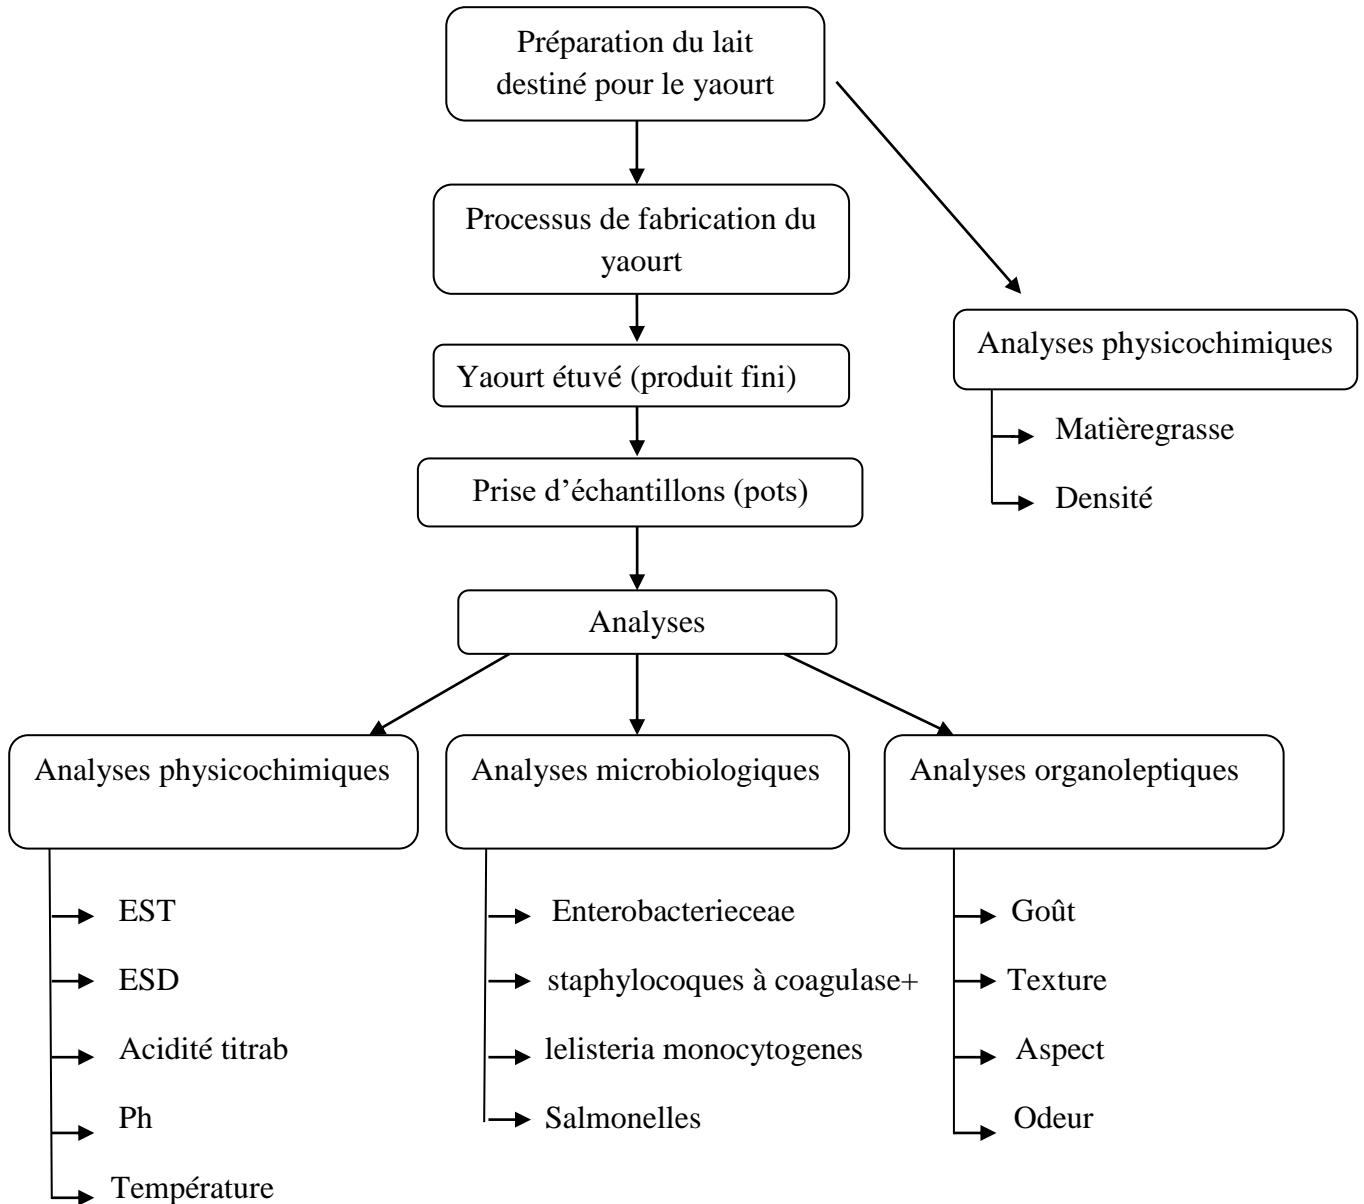 Préparation du lait
destiné pour le yaourt
Processus de fabrication du
yaourt
Analyses physicochimiques
Yaourt étuvé (produit fini)
Matièregrasse
Prise d’échantillons (pots)
Densité
Analyses
Analyses physicochimiques
EST
ESD
Acidité titrab
Ph
Température
Analyses microbiologiques
Enterobacterieceae
staphylocoques à coagulase+
lelisteria monocytogenes
Salmonelles
Analyses organoleptiques
Goût
Texture
Aspect
Odeur